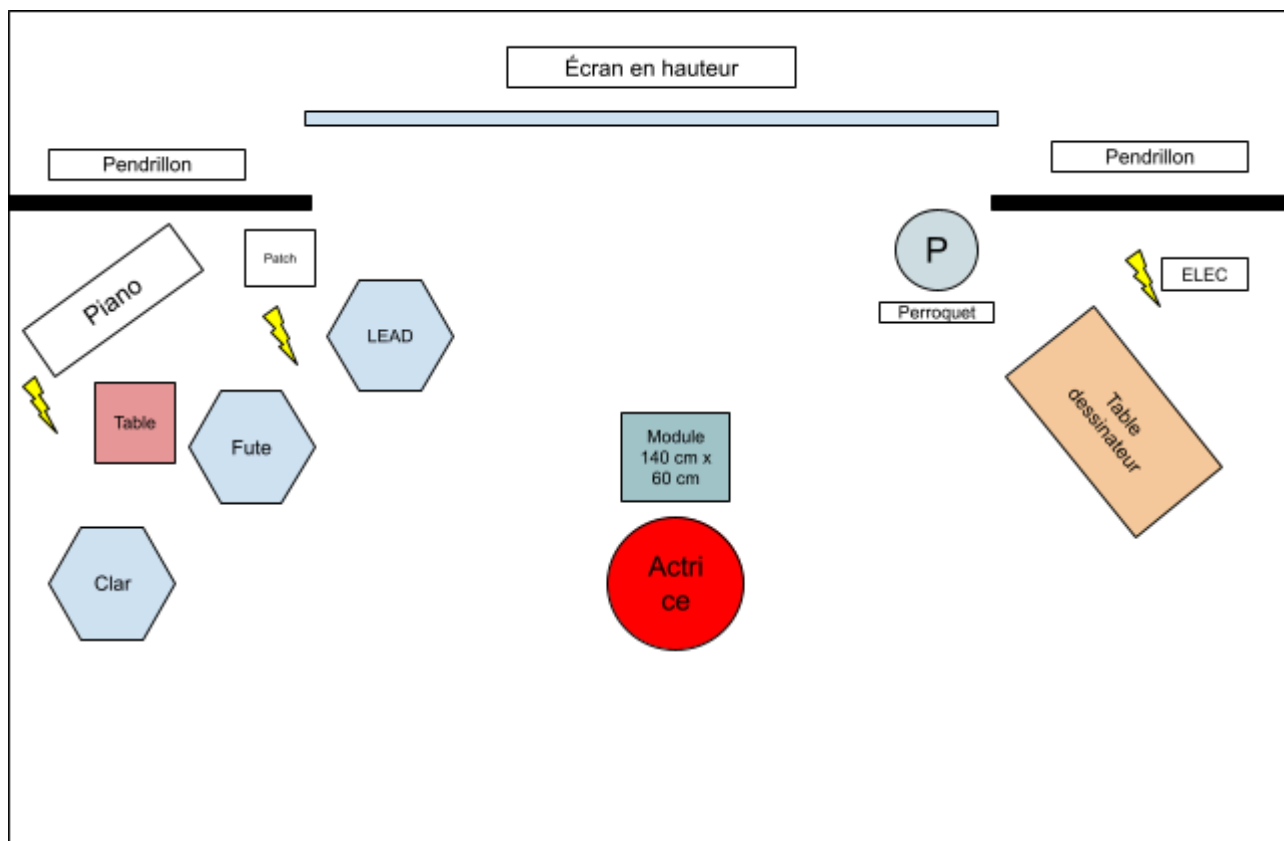 Écran en hauteur
Pendrillon
Pendrillon
P
Patch
Piano
ELEC
Perroquet
LEAD
Table
dessinateur
Table
Fute
Module
140 cm x
60 cm
Clar
Actri
ce